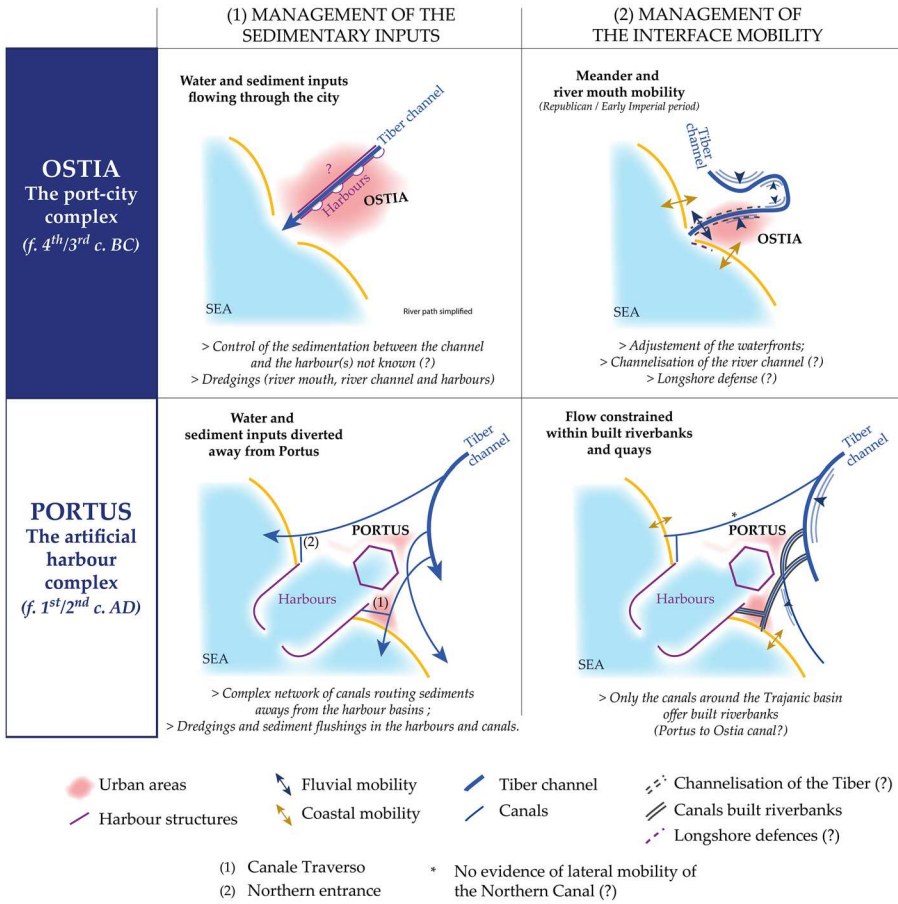 (1) MANAGEMENT OF THE
SEDIMENTARY INPUTS
(2) MANAGEMENT OF
THE INTERFACE MOBILITY
OSTIA
The port-city
complex
(f. 4th/3rd c. BC)
Water and sediment inputs
flowing through the city
Tiber channel
?
Harbours
OSTIA
SEA
River path simplified
> Control of the sedimentation between the channel
and the harbour(s) not known (?)
> Dredgings (river mouth, river channel and harbours)
Meander and
river mouth mobility
(Republican / Early Imperial period)
Tiber
channel
OSTIA
SEA
> Adjustement of the waterfronts;
> Channelisation of the river channel (?)
> Longshore defense (?)
PORTUS
The artificial
harbour
complex
(f. 1st/2nd c. AD)
Water and
sediment inputs diverted
away from Portus
Tiber
channel
PORTUS
(2)
Harbours
(1)
SEA
> Complex network of canals routing sediments
aways from the harbour basins ;
> Dredgings and sediment flushings in the harbours and canals.
Flow constrained
within built riverbanks
and quays
Tiber
channel
*
PORTUS
Harbours
SEA
> Only the canals around the Trajanic basin
offer built riverbanks
(Portus to Ostia canal?)
Urban areas
Harbour structures
Fluvial mobility
Coastal mobility
Tiber channel
Canals
Channelisation of the Tiber (?)
Canals built riverbanks
Longshore defences (?)
(1) Canale Traverso
(2) Northern entrance
* No evidence of lateral mobility of
the Northern Canal (?)